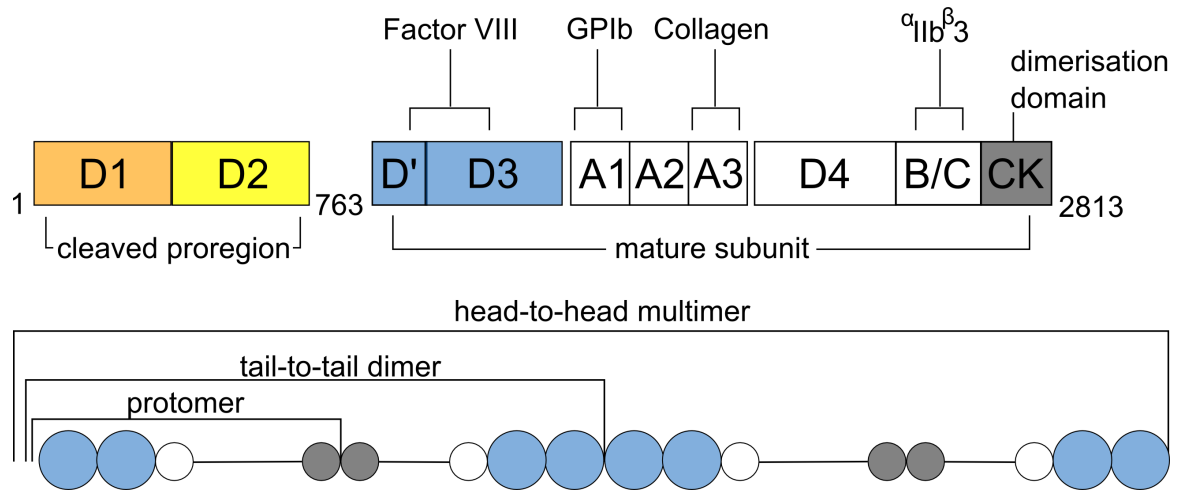 Factor VIII GPIb Collagen αIIbβ3
dimerisation
domain
D1 D2 D' D3 A1 A2 A3 D4 B/C CK
1 763 2813
cleaved proregion mature subunit
head-to-head multimer
tail-to-tail dimer
protomer